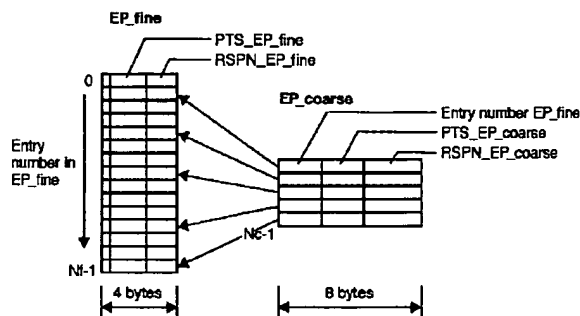 EP_fine
PTS_EP_fine
RSPN_EP_fine
0
EP_coarse
Entry number EP_fine
PTS_EP_coarse
RSPN_EP_coarse
Entry
number in
EP_fine
Nc-1
Nf-1
4 bytes
8 bytes